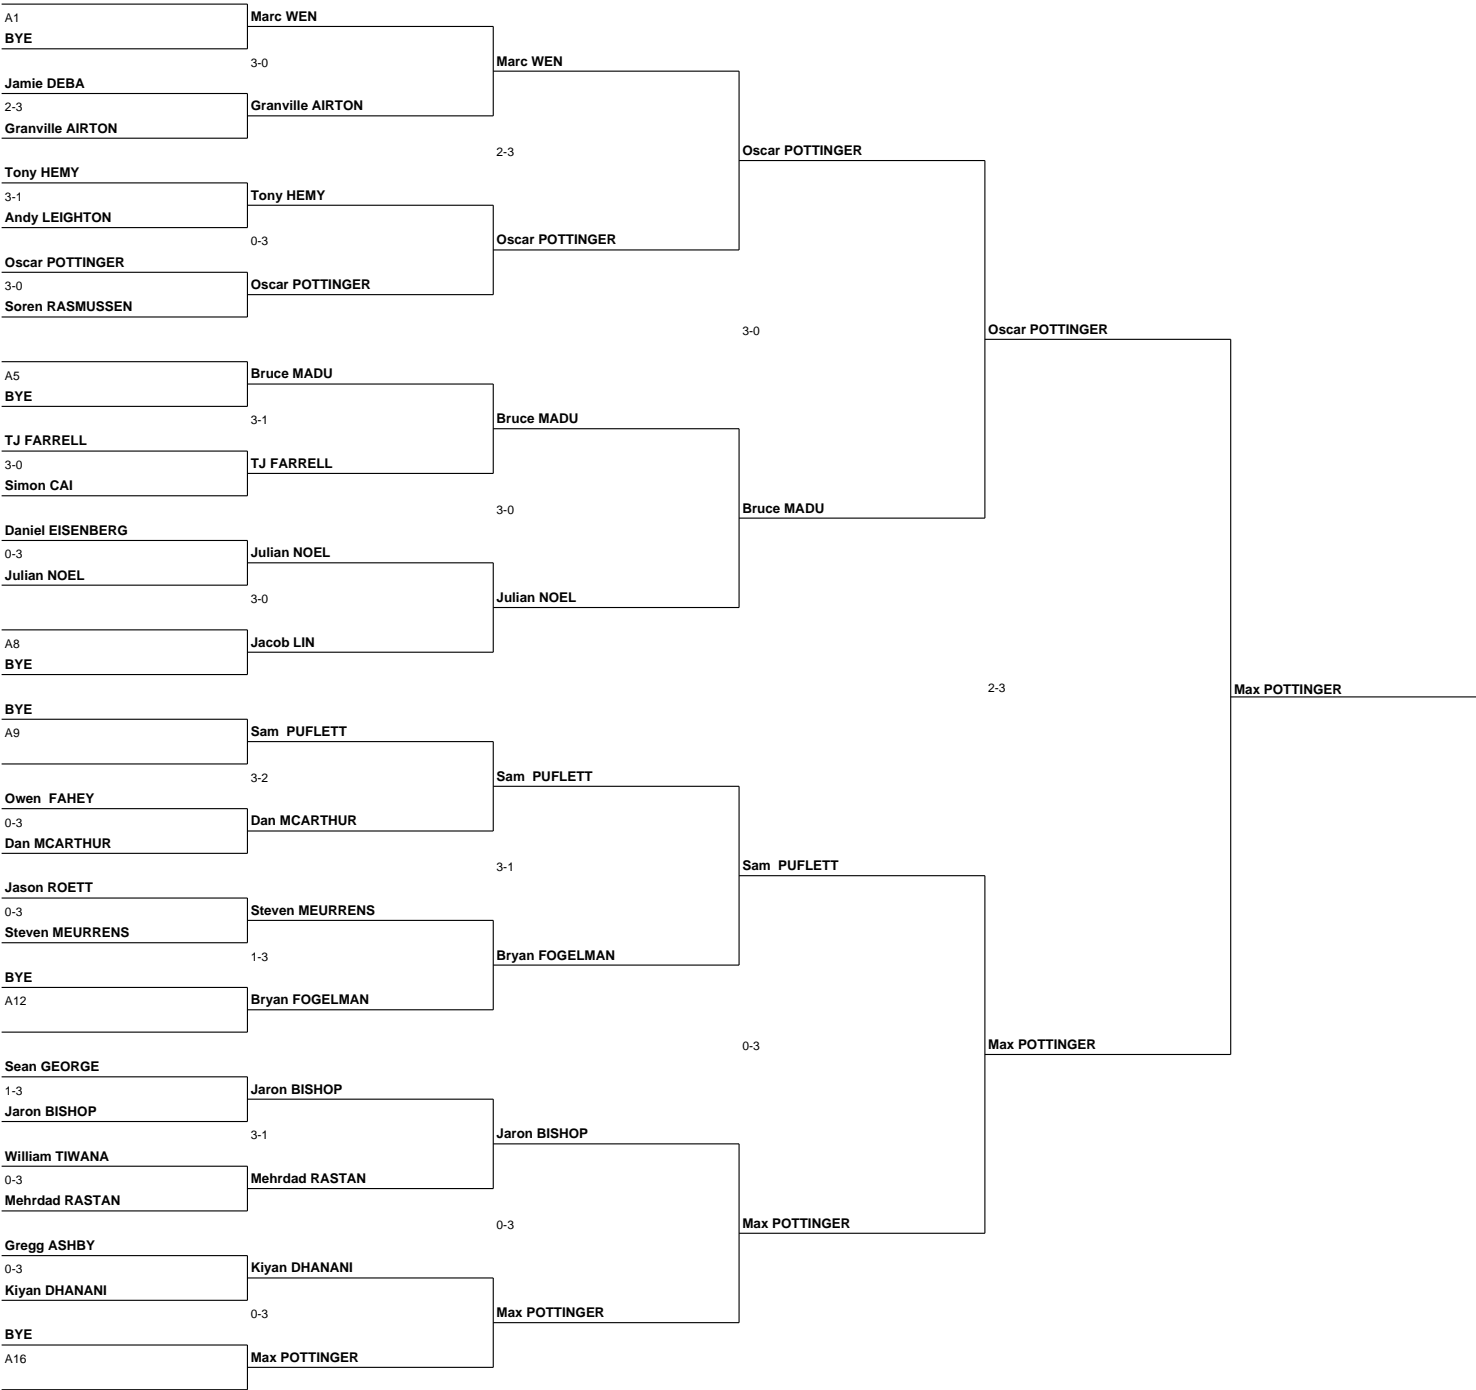 A1
BYE
Jamie DEBA
2-3
Granville AIRTON
Tony HEMY
3-1
Andy LEIGHTON
Oscar POTTINGER
3-0
Soren RASMUSSEN
A5
BYE
TJ FARRELL
3-0
Simon CAI
Daniel EISENBERG
0-3
Julian NOEL
A8
BYE
BYE
A9
Owen  FAHEY
0-3
Dan MCARTHUR
Jason ROETT
0-3
Steven MEURRENS
BYE
A12
Sean GEORGE
1-3
Jaron BISHOP
William TIWANA
0-3
Mehrdad RASTAN
Gregg ASHBY
0-3
Kiyan DHANANI
BYE
A16
Marc WEN
3-0
Granville AIRTON
Tony HEMY
0-3
Oscar POTTINGER
Bruce MADU
3-1
TJ FARRELL
Julian NOEL
3-0
Jacob LIN
Sam  PUFLETT
3-2
Dan MCARTHUR
Steven MEURRENS
1-3
Bryan FOGELMAN
Jaron BISHOP
3-1
Mehrdad RASTAN
Kiyan DHANANI
0-3
Max POTTINGER
Marc WEN
2-3
Oscar POTTINGER
Bruce MADU
3-0
Julian NOEL
Sam  PUFLETT
3-1
Bryan FOGELMAN
Jaron BISHOP
0-3
Max POTTINGER
Oscar POTTINGER
3-0
Bruce MADU
Sam  PUFLETT
0-3
Max POTTINGER
Oscar POTTINGER
2-3
Max POTTINGER
Max POTTINGER